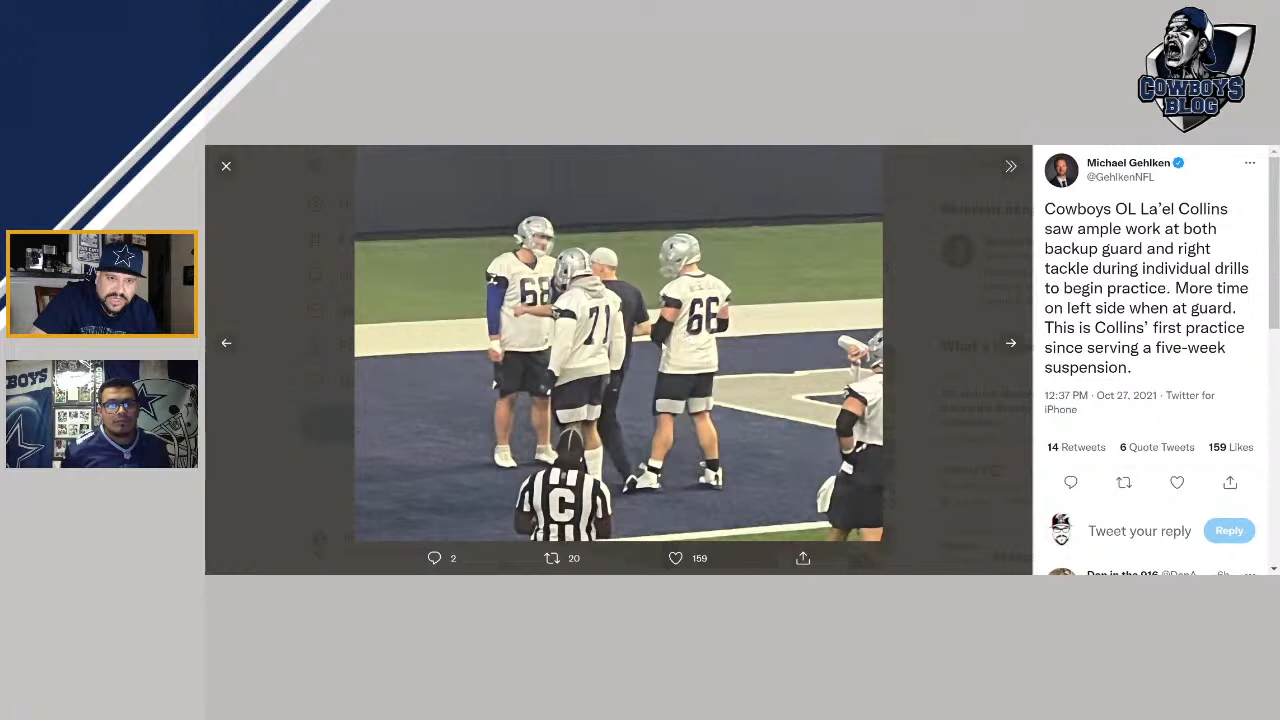 COWBOYS
BLOG
BOYS
68
71
66
C
2
20
159
Michael Gehlken
@GehlkenNFL
Cowboys OL La'el Collins
saw ample work at both
backup guard and right
tackle during individual drills
to begin practice. More time
on left side when at guard.
This is Collins' first practice
since serving a five-week
suspension.
12:37 PM · Oct 27, 2021 · Twitter for
iPhone
14 Retweets 6 Quote Tweets 159 Likes
Tweet your reply
Reply